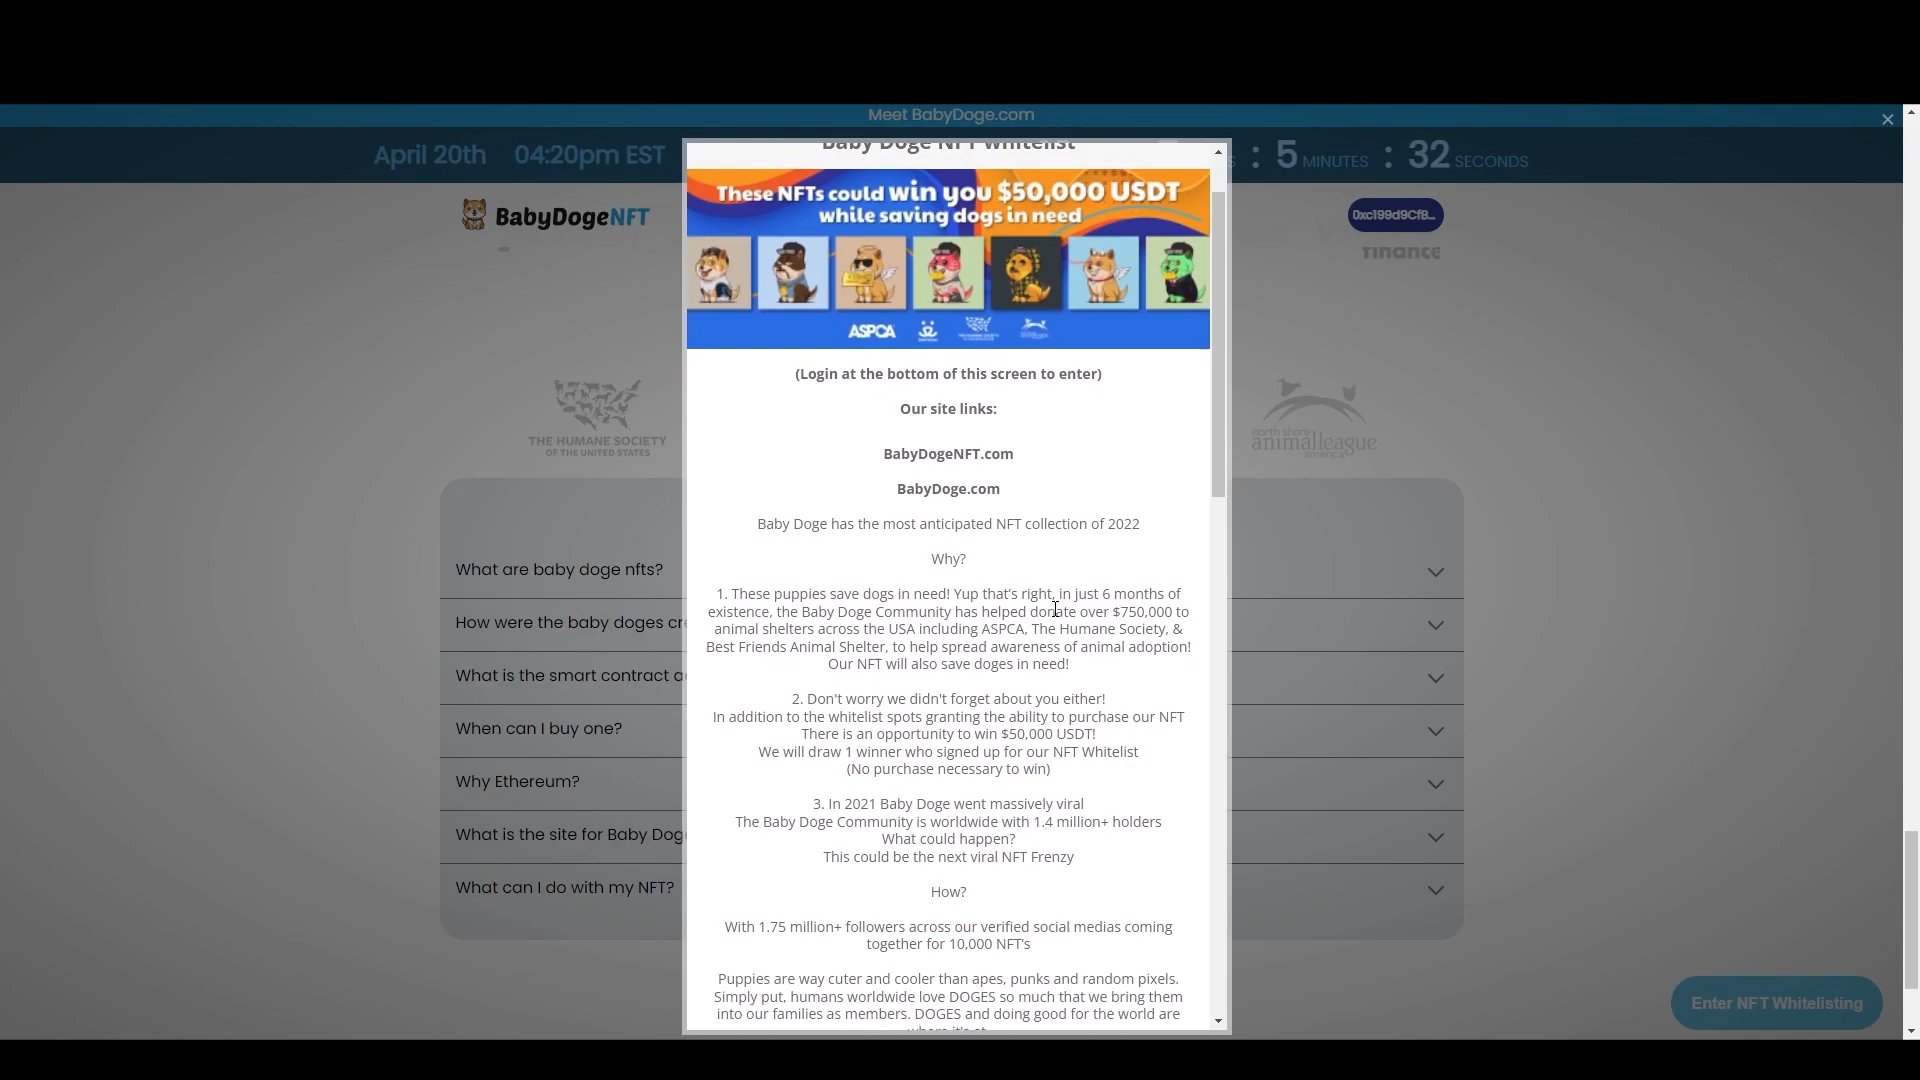 Meet BabyDoge.com
April 20th 04:20pm EST
: 5 MINUTES : 32 SECONDS
BabyDogeNFT
0xc199d9CfB...
finance
THE HUMANE SOCIETY
OF THE UNITED STATES
north shore
animalleague
america
What are baby doge nfts?
How were the baby doges cr
What is the smart contract a
When can I buy one?
Why Ethereum?
What is the site for Baby Dog
What can I do with my NFT?
Baby Doge NFT whitelist
These NFTs could win you $50,000 USDT
while saving dogs in need
ASPCA
(Login at the bottom of this screen to enter)
Our site links:
BabyDogeNFT.com
BabyDoge.com
Baby Doge has the most anticipated NFT collection of 2022
Why?
1. These puppies save dogs in need! Yup that's right, in just 6 months of
existence, the Baby Doge Community has helped donate over $750,000 to
animal shelters across the USA including ASPCA, The Humane Society, &
Best Friends Animal Shelter, to help spread awareness of animal adoption!
Our NFT will also save doges in need!
2. Don't worry we didn't forget about you either!
In addition to the whitelist spots granting the ability to purchase our NFT
There is an opportunity to win $50,000 USDT!
We will draw 1 winner who signed up for our NFT Whitelist
(No purchase necessary to win)
3. In 2021 Baby Doge went massively viral
The Baby Doge Community is worldwide with 1.4 million+ holders
What could happen?
This could be the next viral NFT Frenzy
How?
With 1.75 million+ followers across our verified social medias coming
together for 10,000 NFT's
Puppies are way cuter and cooler than apes, punks and random pixels.
Simply put, humans worldwide love DOGES so much that we bring them
into our families as members. DOGES and doing good for the world are
where it's at
Enter NFT Whitelisting